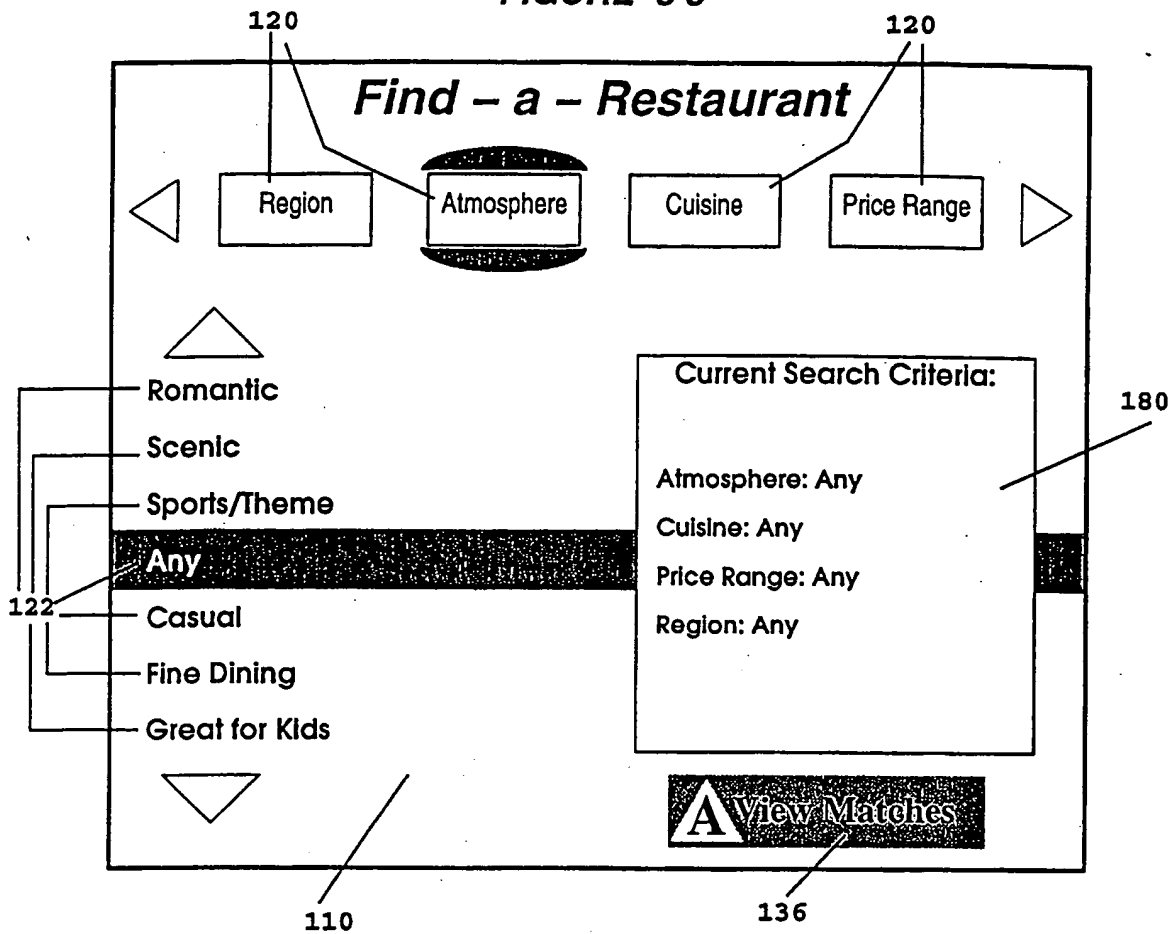 120
120
Find – a – Restaurant
Region
Atmosphere
Cuisine
Price Range
Romantic
Scenic
Sports/Theme
Any
Casual
Fine Dining
Great for Kids
122
Current Search Criteria:
Atmosphere: Any
Cuisine: Any
Price Range: Any
Region: Any
180
A View Matches
110
136